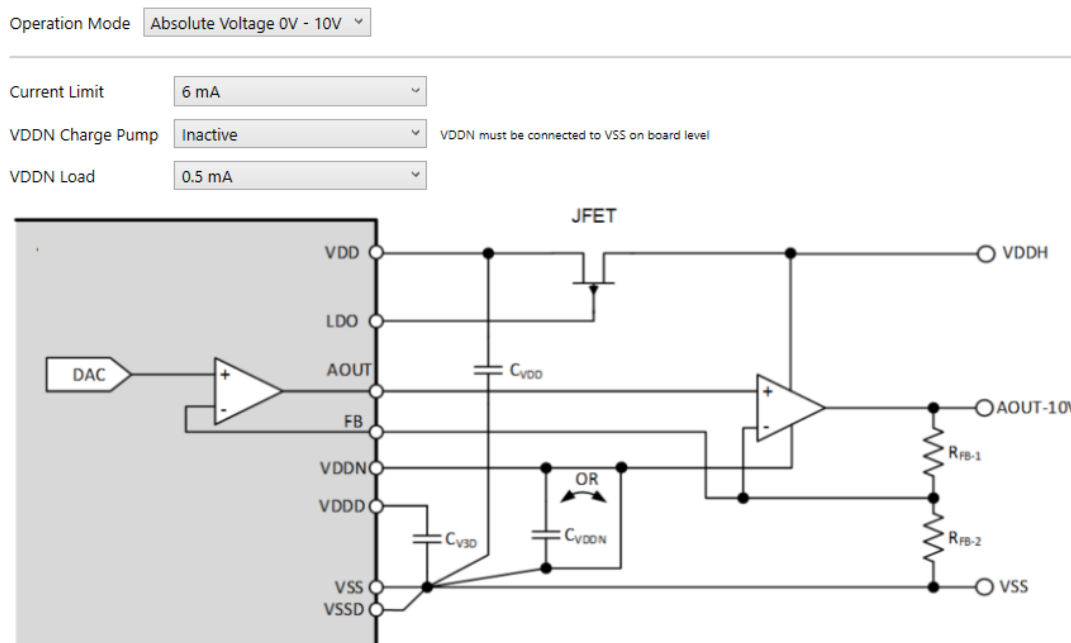 Operation Mode Absolute Voltage 0V - 10V
Current Limit 6 mA
VDDN Charge Pump Inactive VDDN must be connected to VSS on board level
VDDN Load 0.5 mA
JFET
VDD
VDDH
LDO
DAC
+
-
AOUT
CVDD
+
-
AOUT-10V
FB
RFB-1
VDDN
OR
VDDD
CV3D
CVDDN
RFB-2
VSS
VSS
VSSD